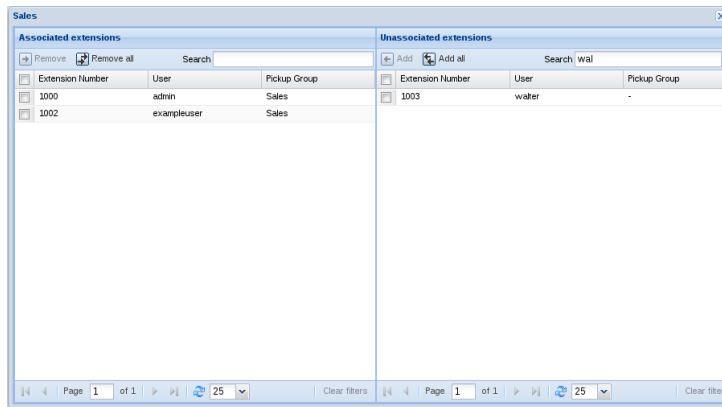 Sales
Associated extensions
Remove Remove all Search
Extension Number User Pickup Group
1000 admin Sales
1002 exampleuser Sales
Page 1 of 1 25 Clear filters
Unassociated extensions
Add Add all Search wal
Extension Number User Pickup Group
1003 walter -
Page 1 of 1 25 Clear filte